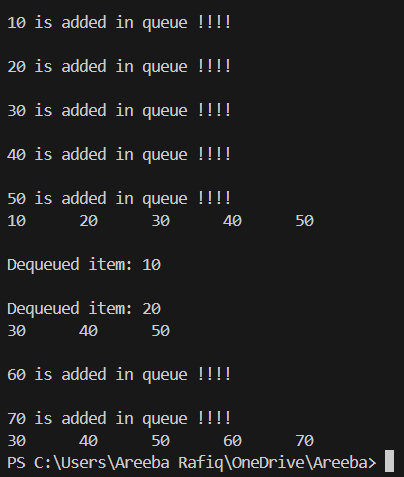 10 is added in queue !!!!
20 is added in queue !!!!
30 is added in queue !!!!
40 is added in queue !!!!
50 is added in queue !!!!
10 20 30 40 50
Dequeued item: 10
Dequeued item: 20
30 40 50
60 is added in queue !!!!
70 is added in queue !!!!
30 40 50 60 70
PS C:\Users\Areeba Rafiq\OneDrive\Areeba>